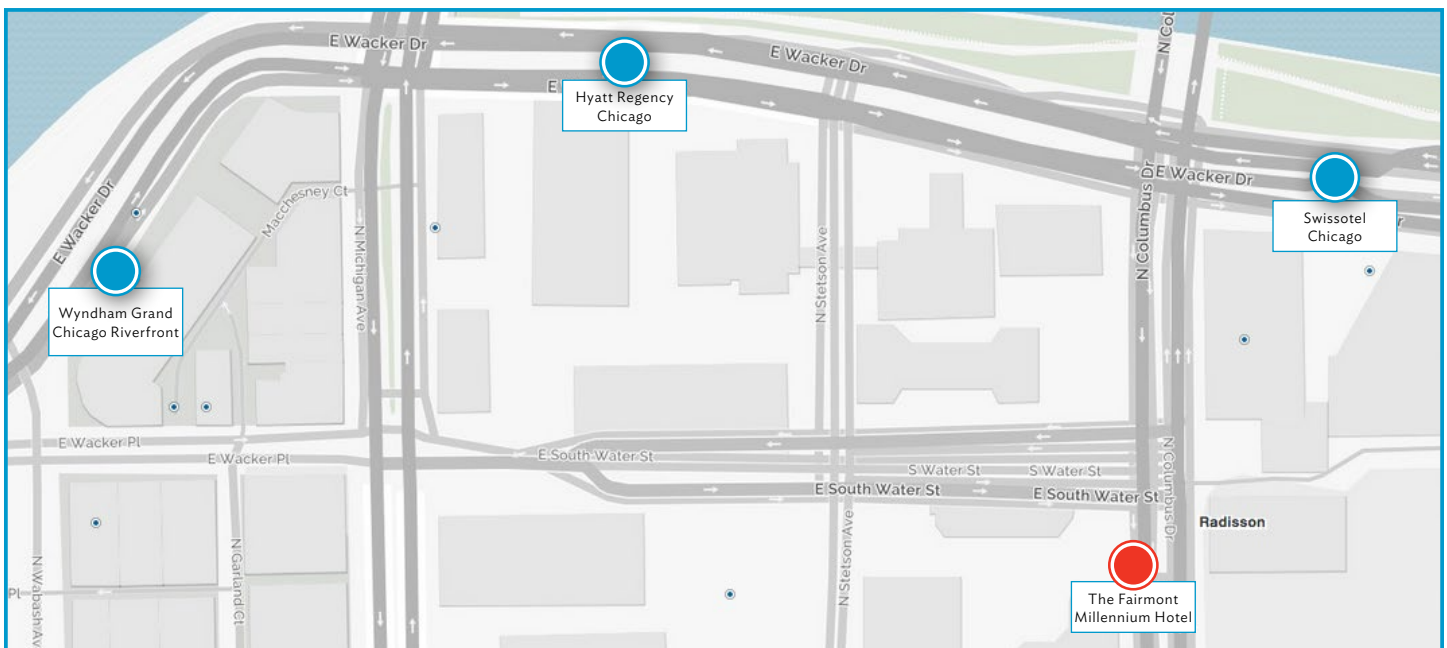 E Wacker Dr
E Wacker Dr
N Col
E
Hyatt Regency
Chicago
E Wacker Dr
E Wacker Dr
N Columbus Dr
Swissotel
Chicago
r
Macchesney Ct
N Michigan Ave
N Stetson Ave
Wyndham Grand
Chicago Riverfront
E Wacker Pl
E Wacker Pl
E South Water St
S Water St
S Water St
E South Water St
E South Water St
N Columbus Dr
Radisson
N Stetson Ave
N Garland Ct
N Wabash Av
Pl
The Fairmont
Millennium Hotel